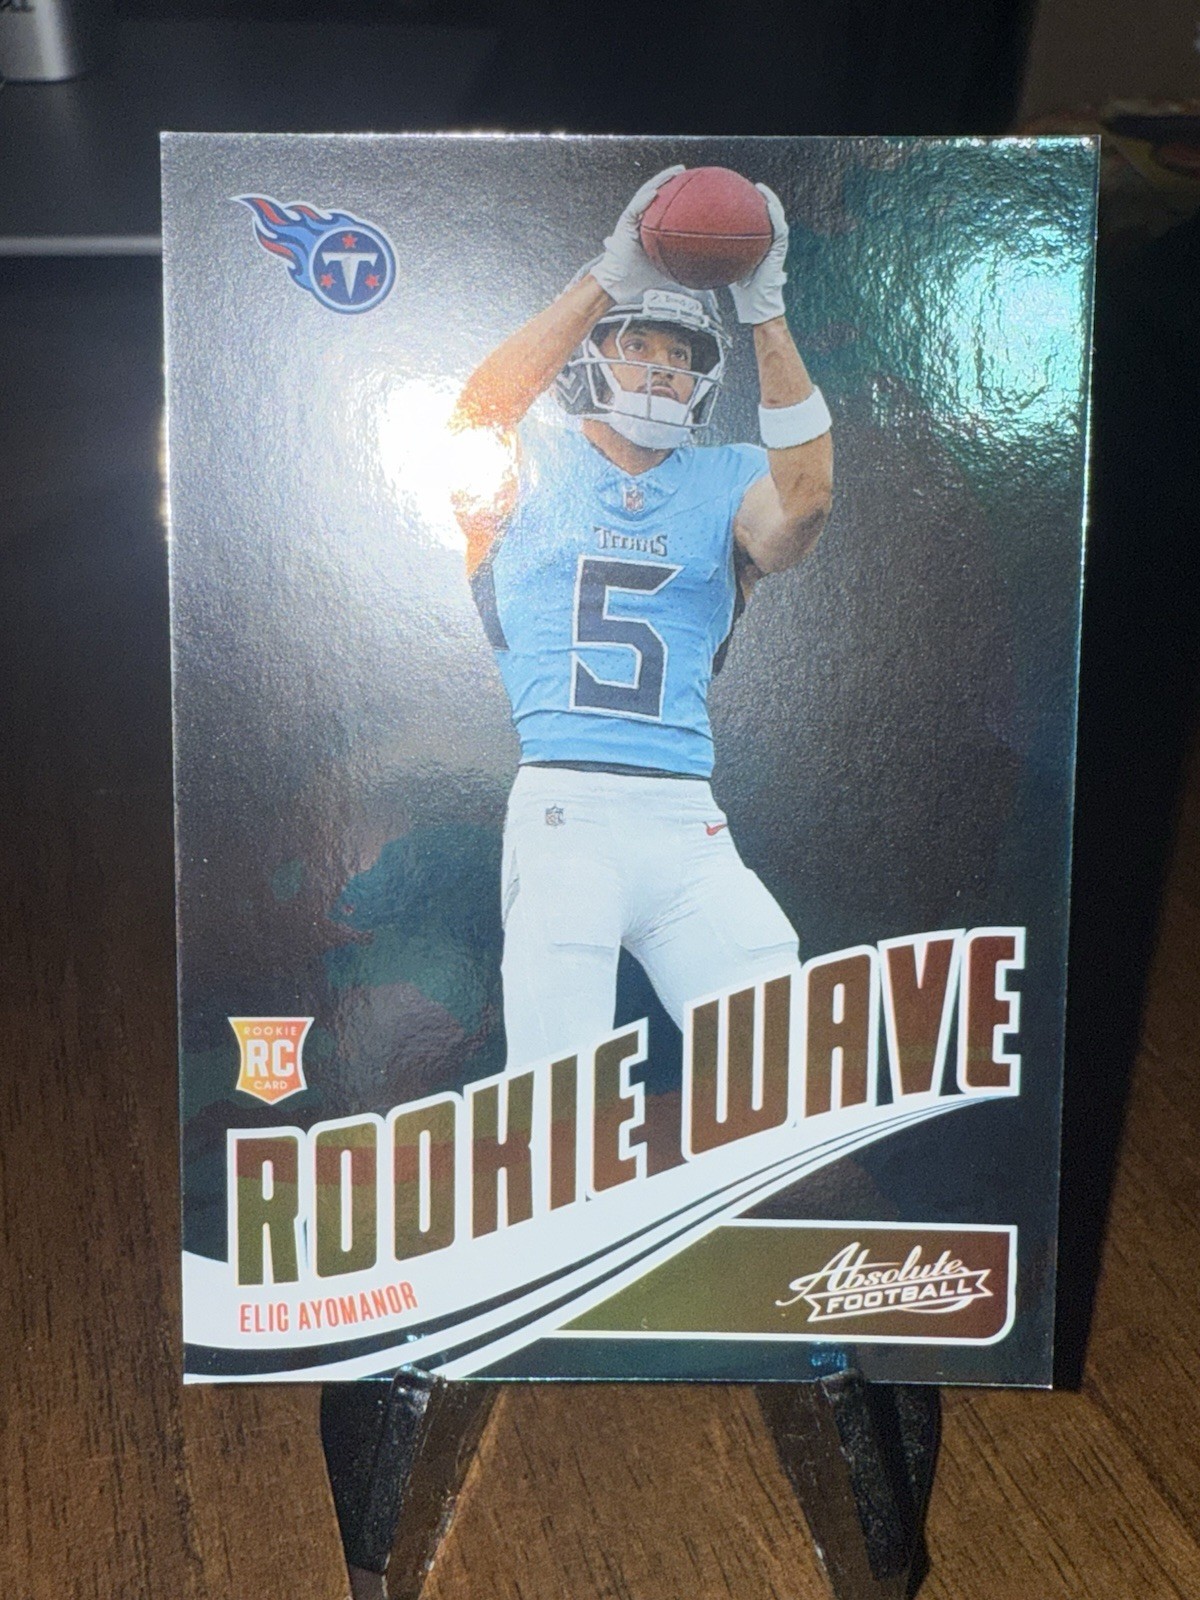 T
TITANS
5
ROOKIE
RC
CARD
ROOKIE WAVE
ELIC AYOMANOR
Absolute
FOOTBALL